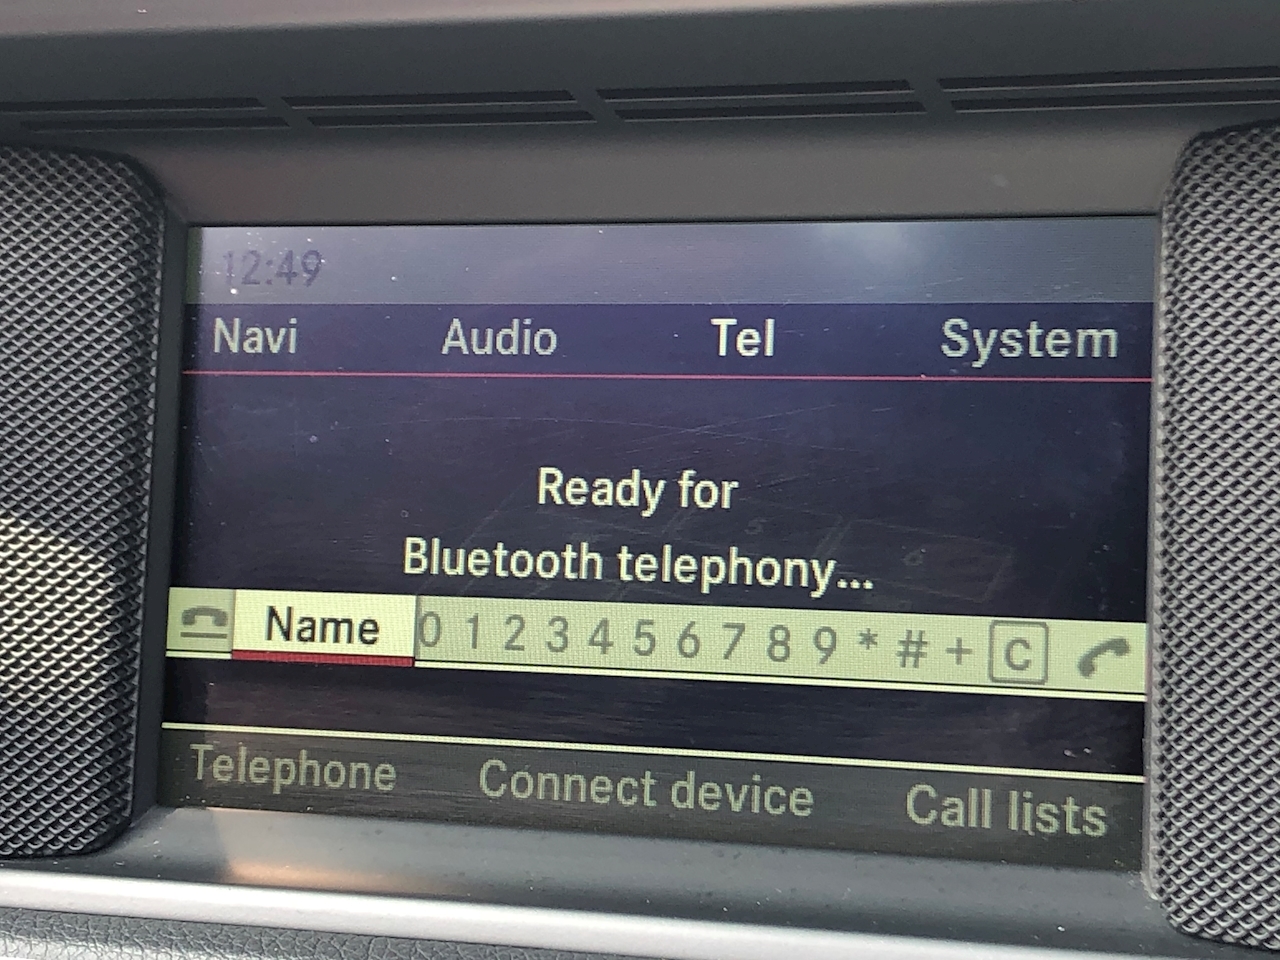 12:49
Navi Audio Tel System
Ready for
Bluetooth telephony...
Name 0 1 2 3 4 5 6 7 8 9 * # + C
Telephone Connect device Call lists